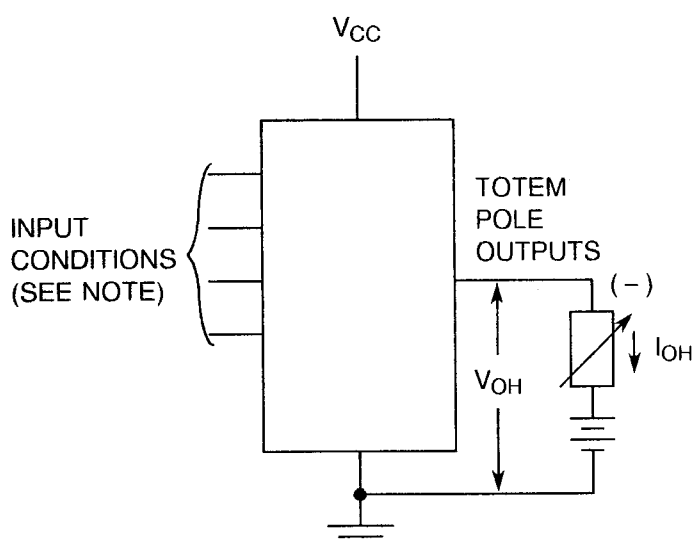 VCC
INPUT
CONDITIONS
(SEE NOTE)
TOTEM
POLE
OUTPUTS
(-)
IOH
VOH